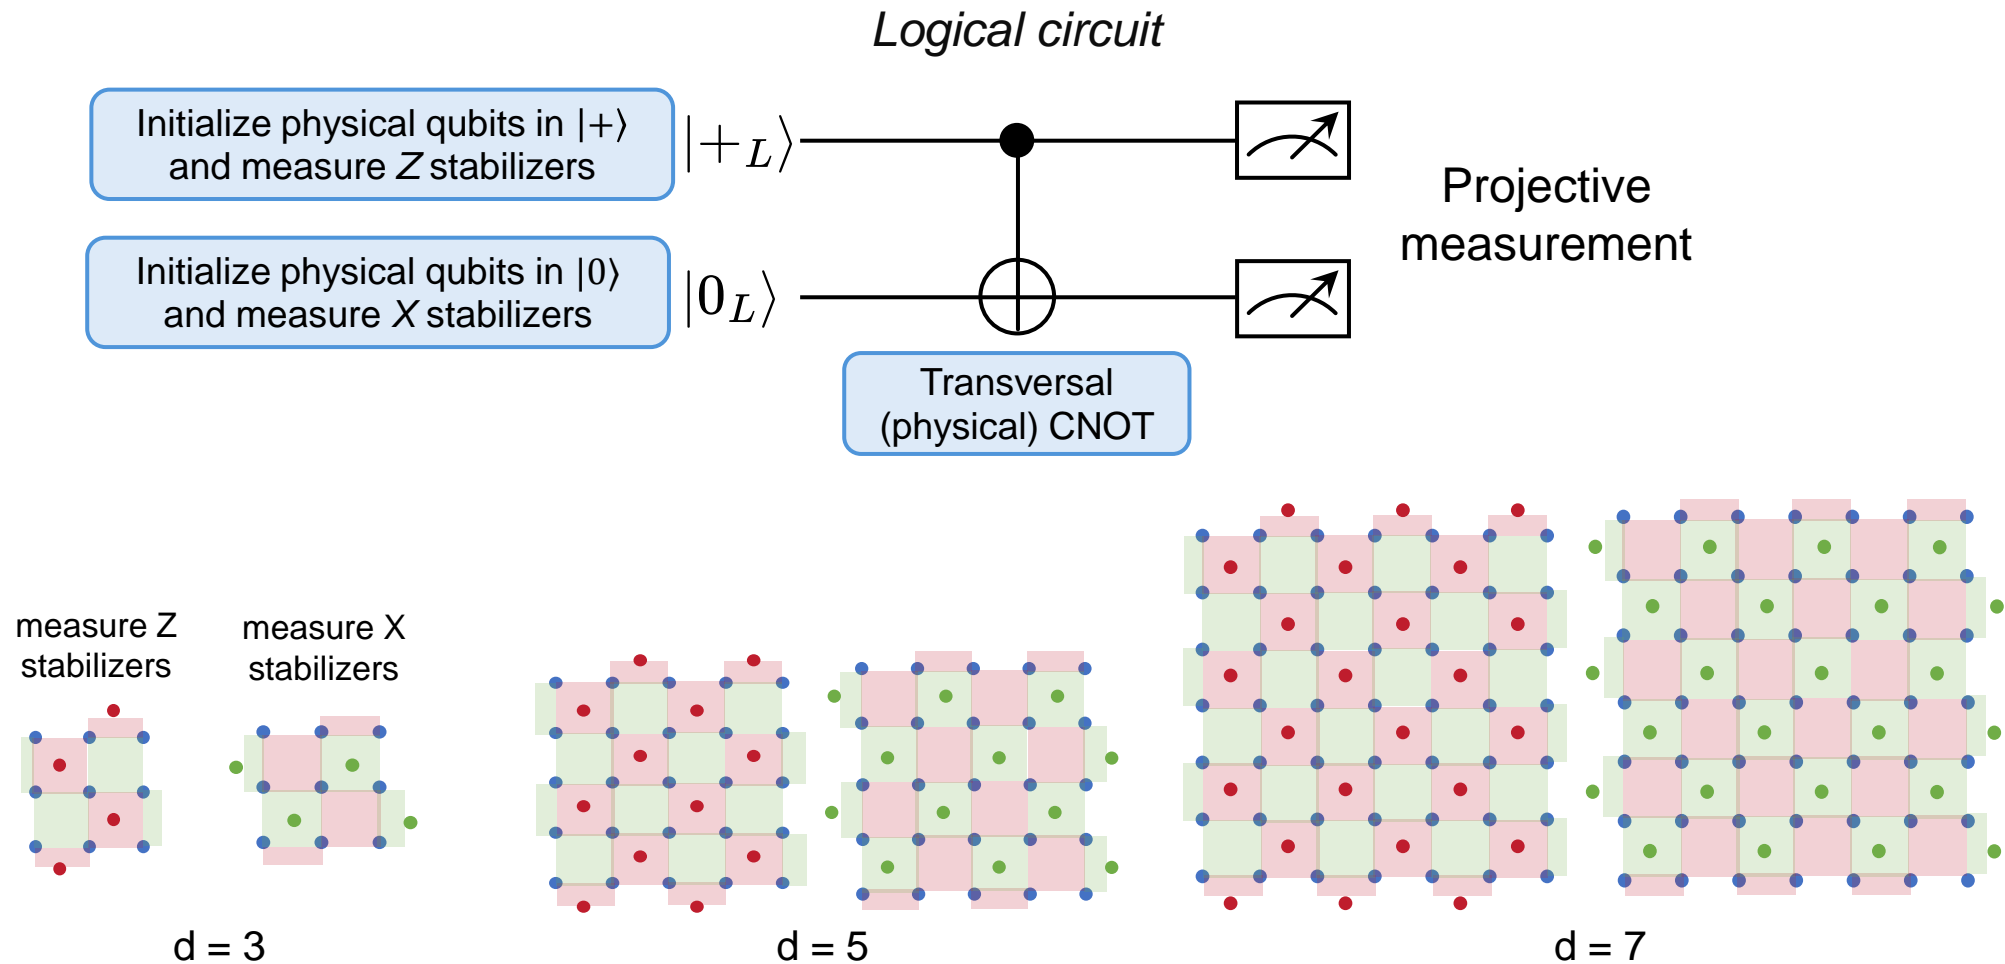 Logical circuit
Initialize physical qubits in |+⟩
and measure Z stabilizers
|+L⟩
Initialize physical qubits in |0⟩
and measure X stabilizers
|0L⟩
Projective
measurement
Transversal
(physical) CNOT
measure Z
stabilizers
measure X
stabilizers
d = 3
d = 5
d = 7